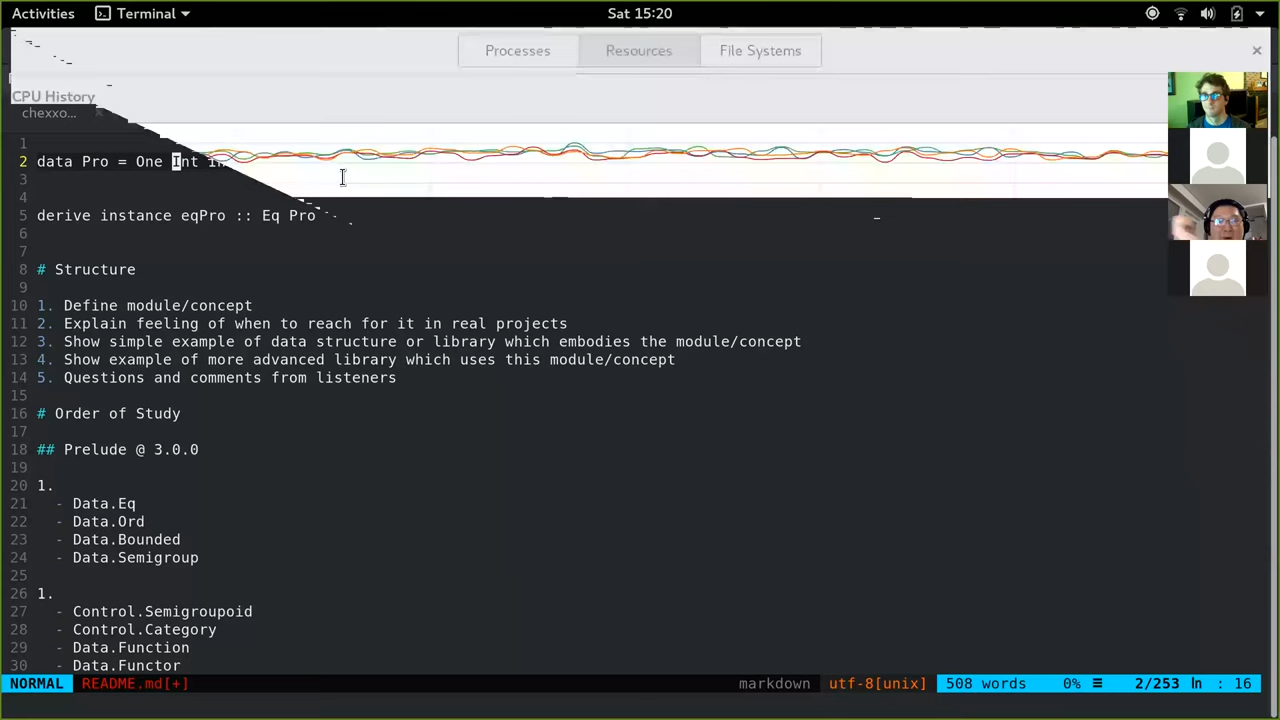 Activities Terminal Sat 15:20
Processes Resources File Systems
CPU History
chexxo...
1
2 data Pro = One Int
3
4
5 derive instance eqPro :: Eq Pro
6
7
8 # Structure
9
10 1. Define module/concept
11 2. Explain feeling of when to reach for it in real projects
12 3. Show simple example of data structure or library which embodies the module/concept
13 4. Show example of more advanced library which uses this module/concept
14 5. Questions and comments from listeners
15
16 # Order of Study
17
18 ## Prelude @ 3.0.0
19
20 1.
21 - Data.Eq
22 - Data.Ord
23 - Data.Bounded
24 - Data.Semigroup
25
26 1.
27 - Control.Semigroupoid
28 - Control.Category
29 - Data.Function
30 - Data.Functor
NORMAL README.md[+] markdown utf-8[unix] 508 words 0% ≡ 2/253 ln : 16